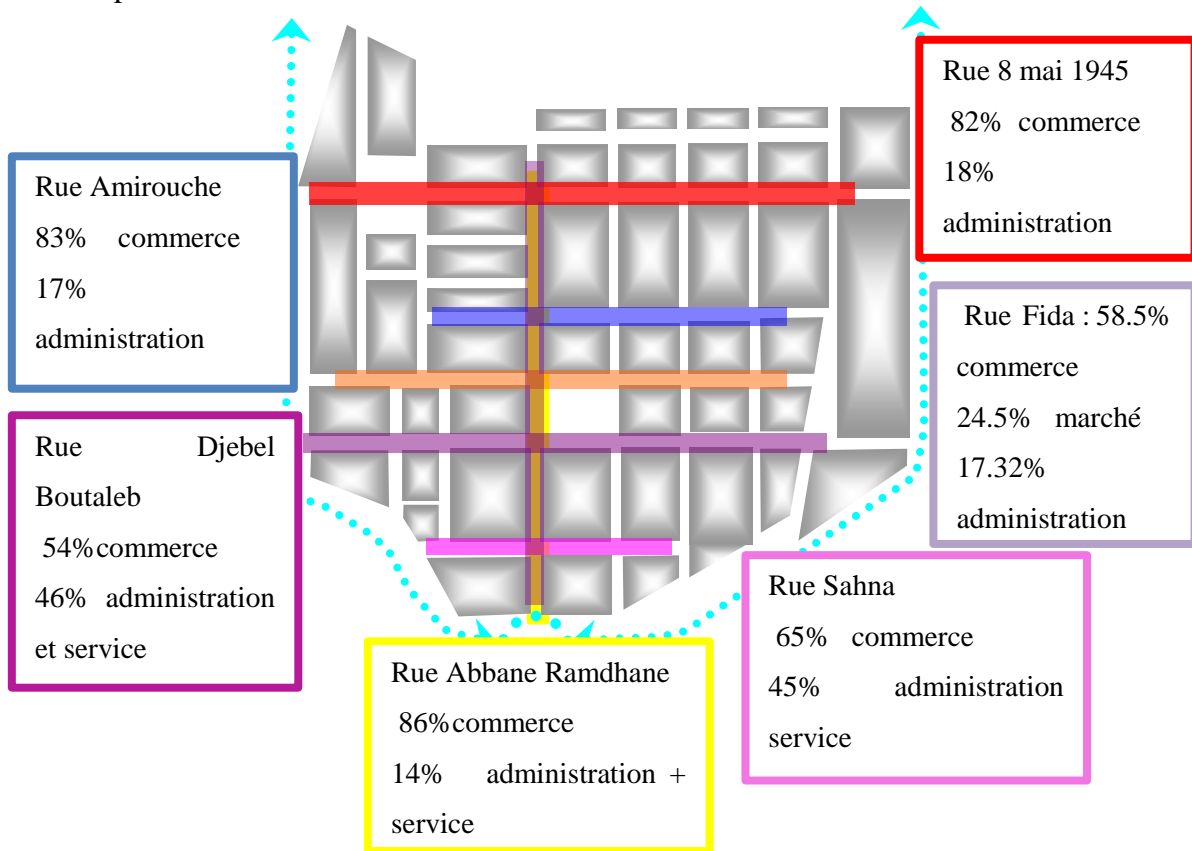 Rue 8 mai 1945
82% commerce
18%
administration
Rue Amirouche
83% commerce
17%
administration
Rue Fida : 58.5%
commerce
24.5% marché
17.32%
administration
Rue Djebel
Boutaleb
54%commerce
46% administration
et service
Rue Sahna
65% commerce
45% administration
service
Rue Abbane Ramdhane
86%commerce
14% administration +
service